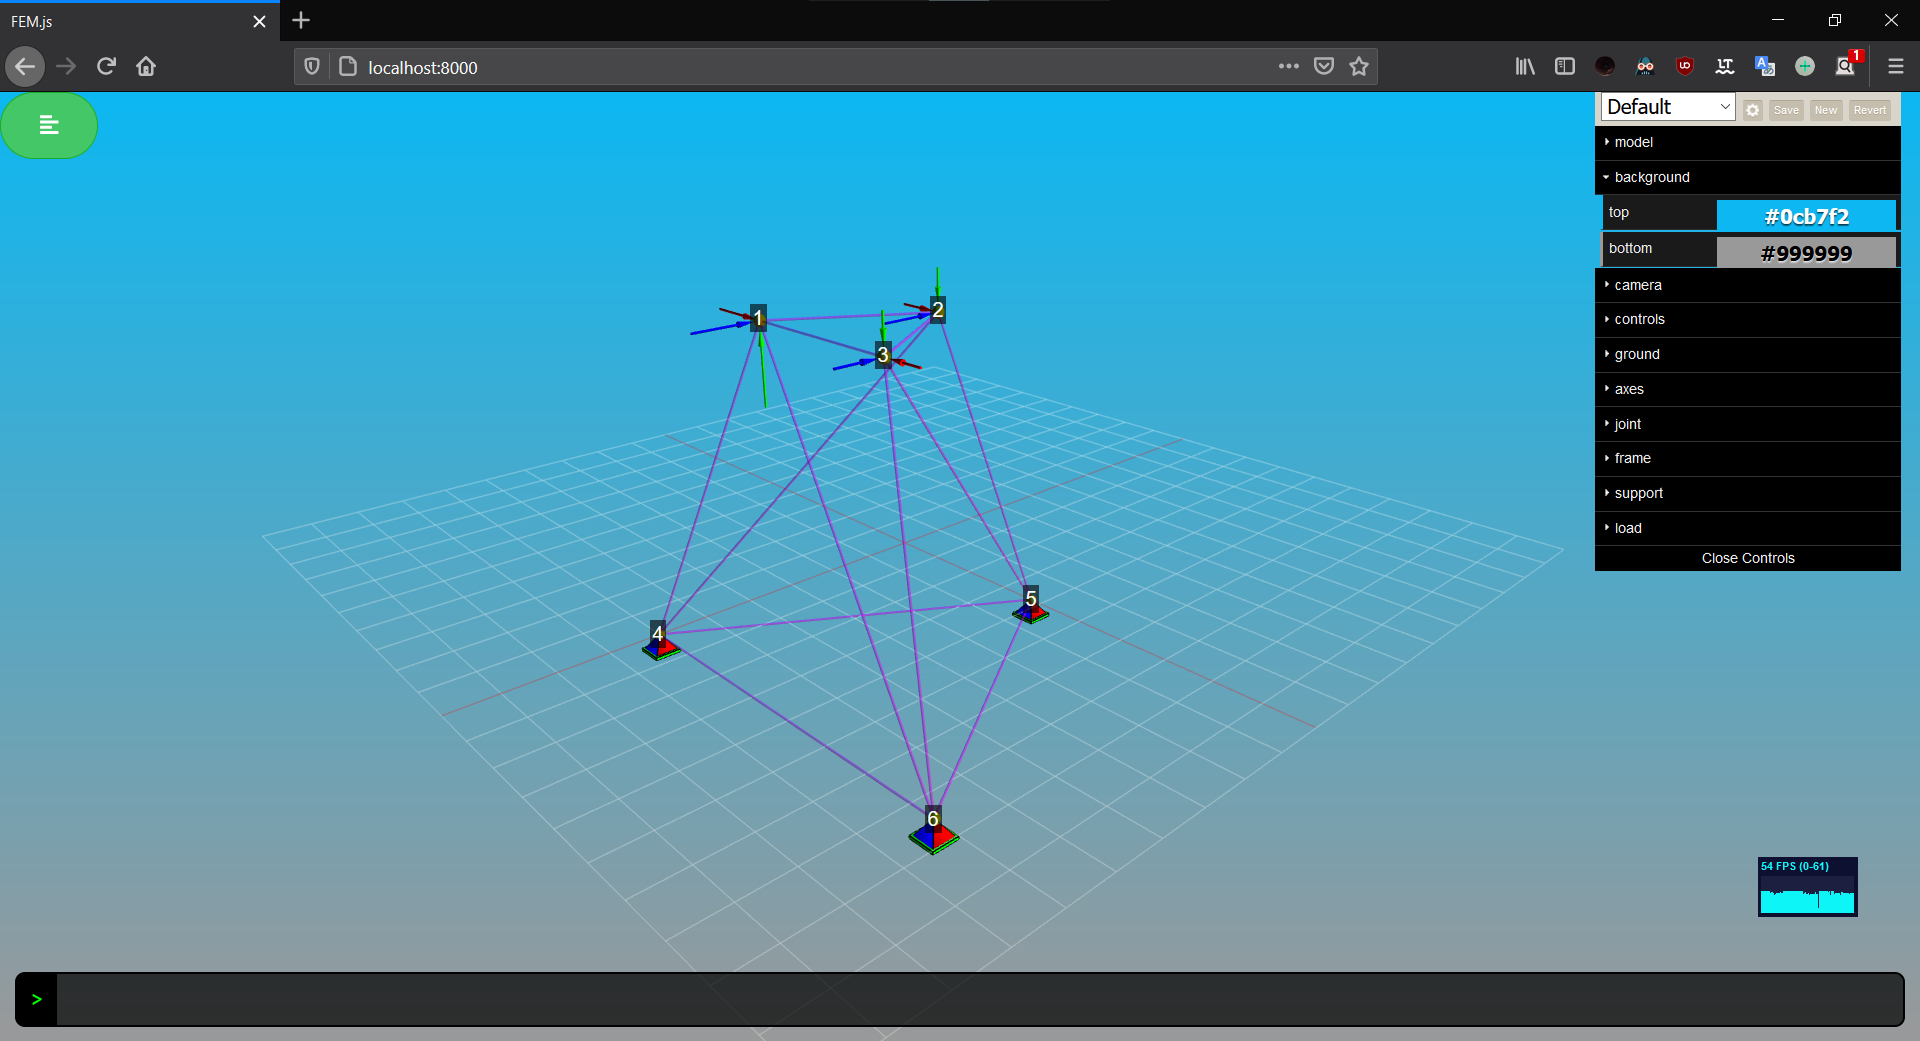 FEM.js
localhost:8000
1
Default
Save
New
Revert
model
background
top
#0cb7f2
bottom
#999999
camera
controls
ground
axes
joint
frame
support
load
Close Controls
1
2
3
4
5
6
54 FPS (0-61)
>